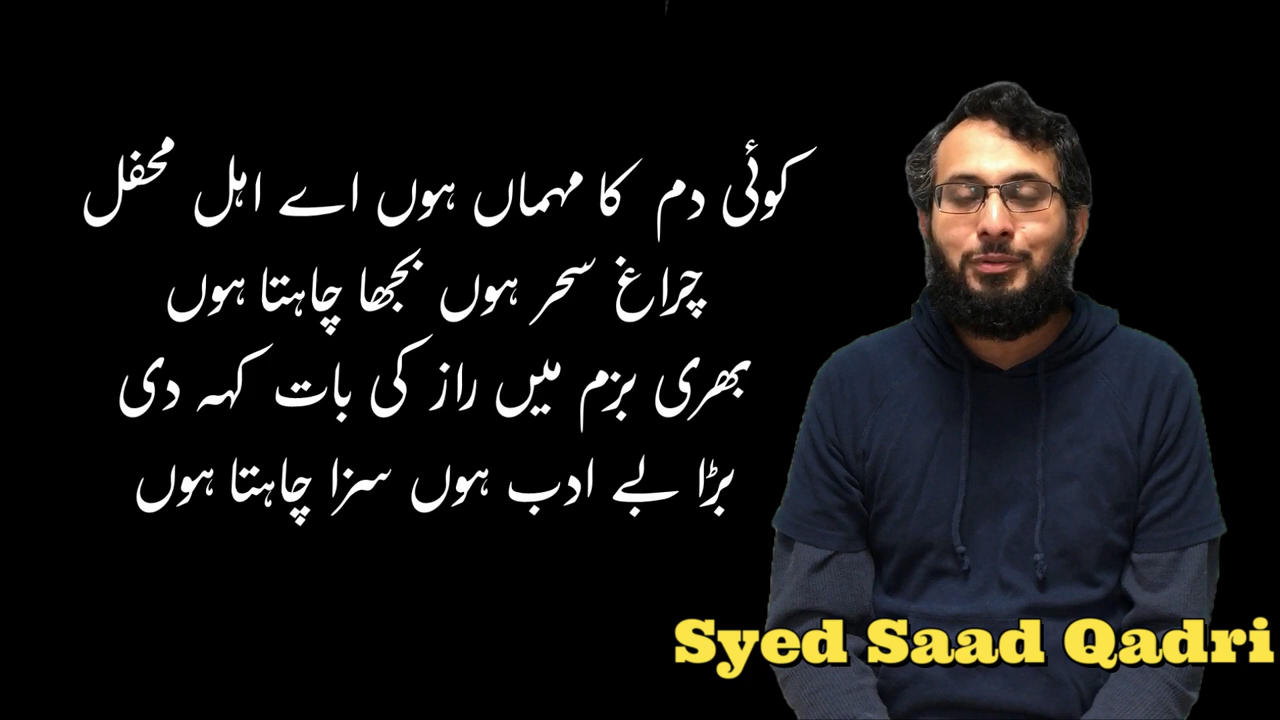 کوئی دم کا مہماں ہوں اے اہل محفل
چراغ سحر ہوں بجھا چاہتا ہوں
بھری بزم میں راز کی بات کہہ دی
بڑا بے ادب ہوں سزا چاہتا ہوں
Syed Saad Qadri